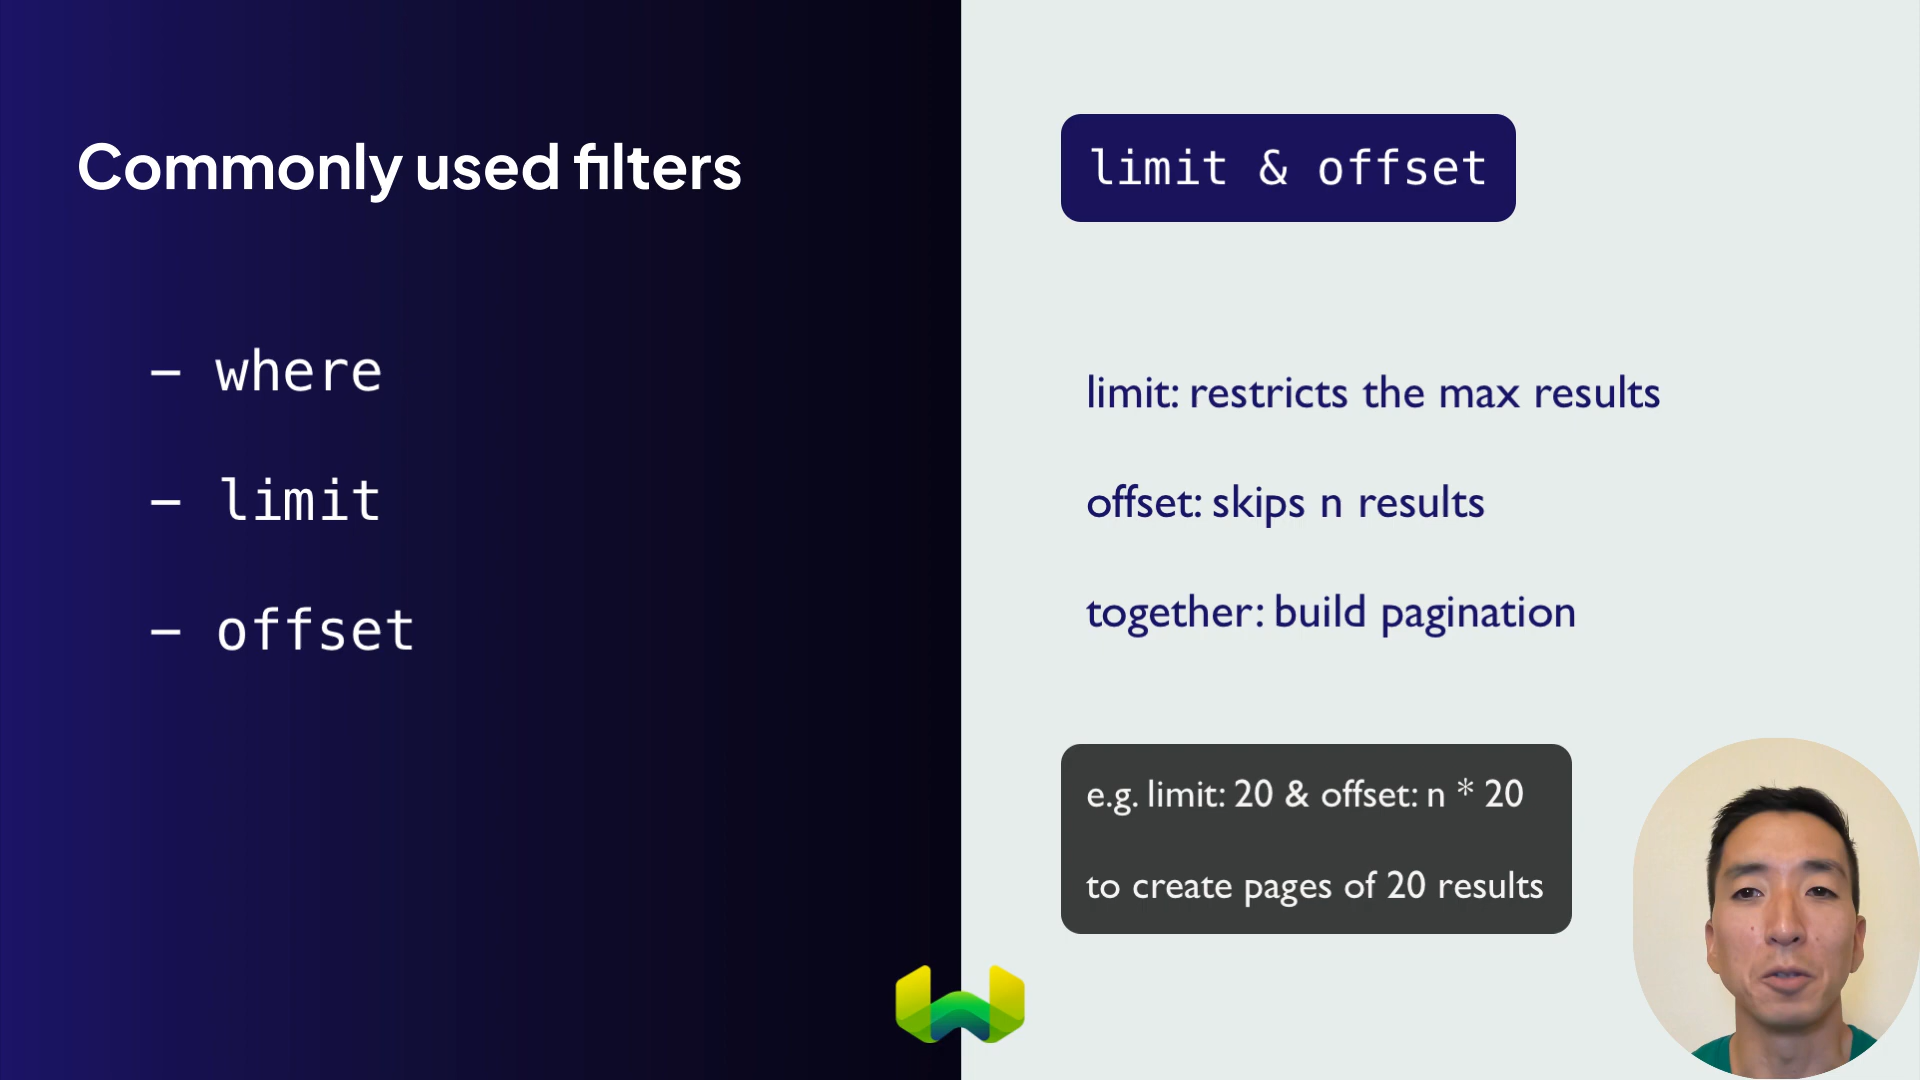 Commonly used filters
– where
– limit
– offset
limit & offset
limit: restricts the max results
offset: skips n results
together: build pagination
e.g. limit: 20 & offset: n * 20
to create pages of 20 results